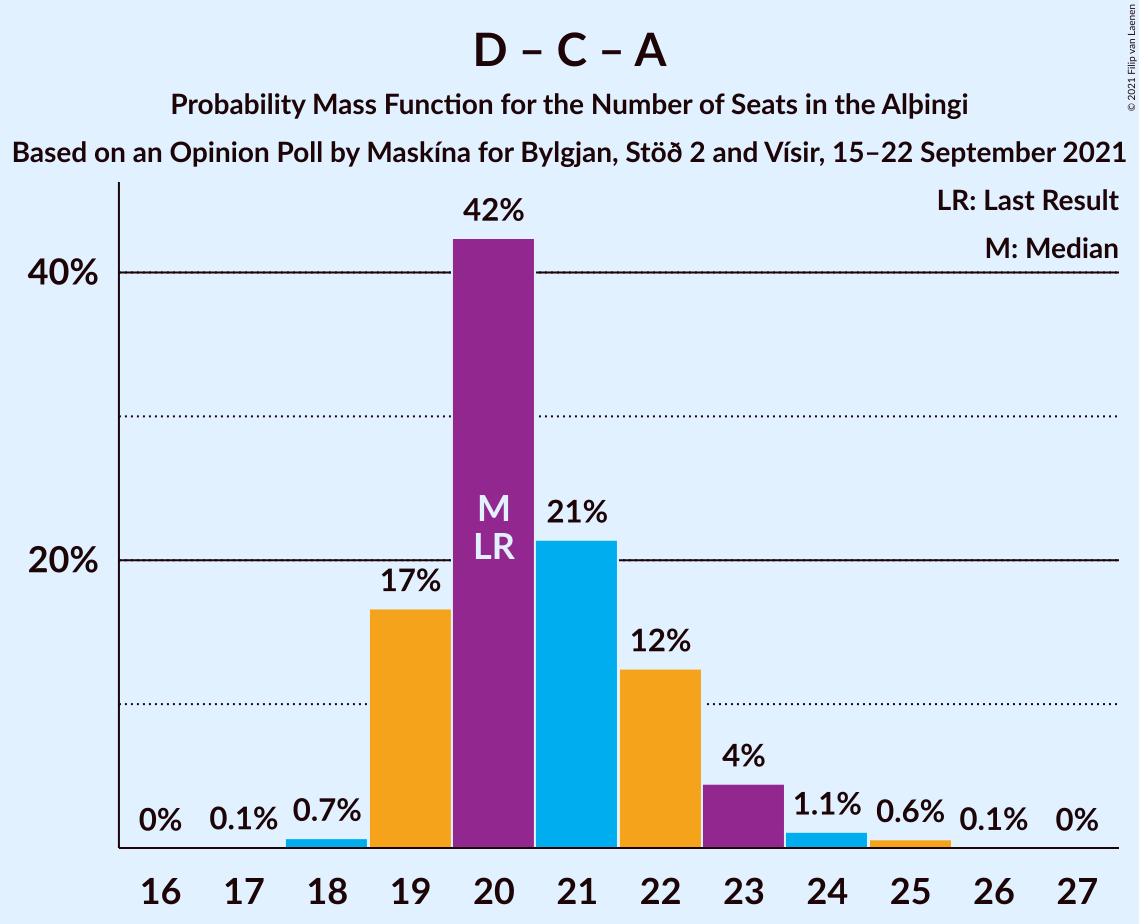 D – C – A
Probability Mass Function for the Number of Seats in the Alþingi
Based on an Opinion Poll by Maskína for Bylgjan, Stöð 2 and Vísir, 15–22 September 2021
© 2021 Filip van Laenen
LR: Last Result
M: Median
42%
40%
M
LR
21%
20%
17%
12%
4%
0% 0.1% 0.7% 1.1% 0.6% 0.1% 0%
16 17 18 19 20 21 22 23 24 25 26 27